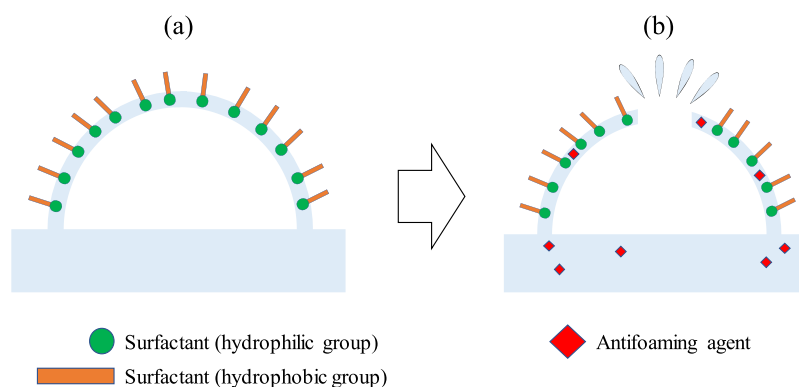 (a)
(b)
Surfactant (hydrophilic group)
Surfactant (hydrophobic group)
Antifoaming agent